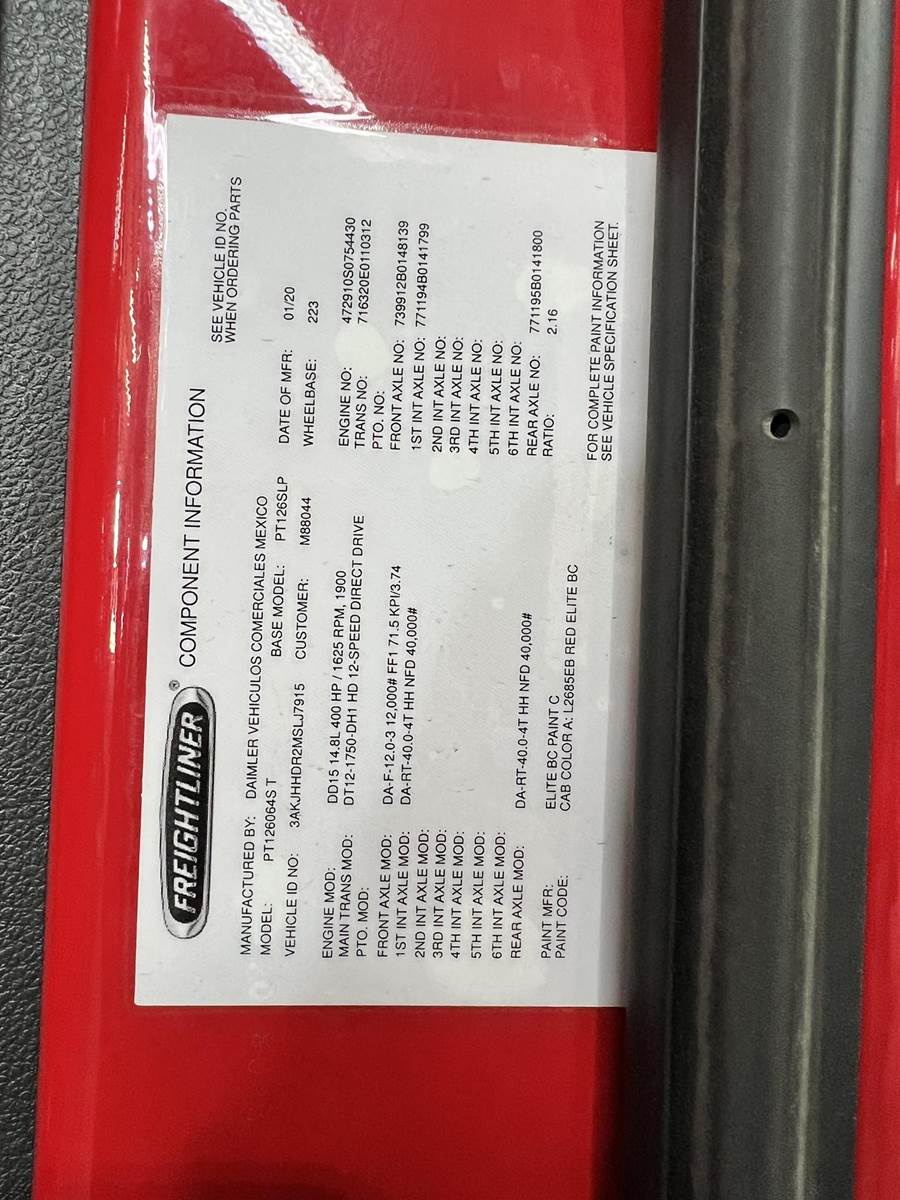 FREIGHTLINER® COMPONENT INFORMATION
SEE VEHICLE ID NO.
WHEN ORDERING PARTS
MANUFACTURED BY: DAIMLER VEHICULOS COMERCIALES MEXICO
MODEL: PT126064S T BASE MODEL: PT126SLP DATE OF MFR: 01/20
VEHICLE ID NO: 3AKJHHDR2MSLJ7915 CUSTOMER: M88044 WHEELBASE: 223
ENGINE MOD: DD15 14.8L 400 HP / 1625 RPM, 1900 ENGINE NO: 472910S0754430
MAIN TRANS MOD: DT12-1750-DH1 HD 12-SPEED DIRECT DRIVE TRANS NO: 716320E0110312
PTO. MOD: PTO. NO:
FRONT AXLE MOD: DA-F-12.0-3 12,000# FF1 71.5 KPI/3.74 FRONT AXLE NO: 739912B0148139
1ST INT AXLE MOD: DA-RT-40.0-4T HH NFD 40,000# 1ST INT AXLE NO: 771194B0141799
2ND INT AXLE MOD: 2ND INT AXLE NO:
3RD INT AXLE MOD: 3RD INT AXLE NO:
4TH INT AXLE MOD: 4TH INT AXLE NO:
5TH INT AXLE MOD: 5TH INT AXLE NO:
6TH INT AXLE MOD: 6TH INT AXLE NO:
REAR AXLE MOD: DA-RT-40.0-4T HH NFD 40,000# REAR AXLE NO: 771195B0141800
RATIO: 2.16
PAINT MFR: ELITE BC PAINT C
PAINT CODE: CAB COLOR A: L2685EB RED ELITE BC
FOR COMPLETE PAINT INFORMATION
SEE VEHICLE SPECIFICATION SHEET.